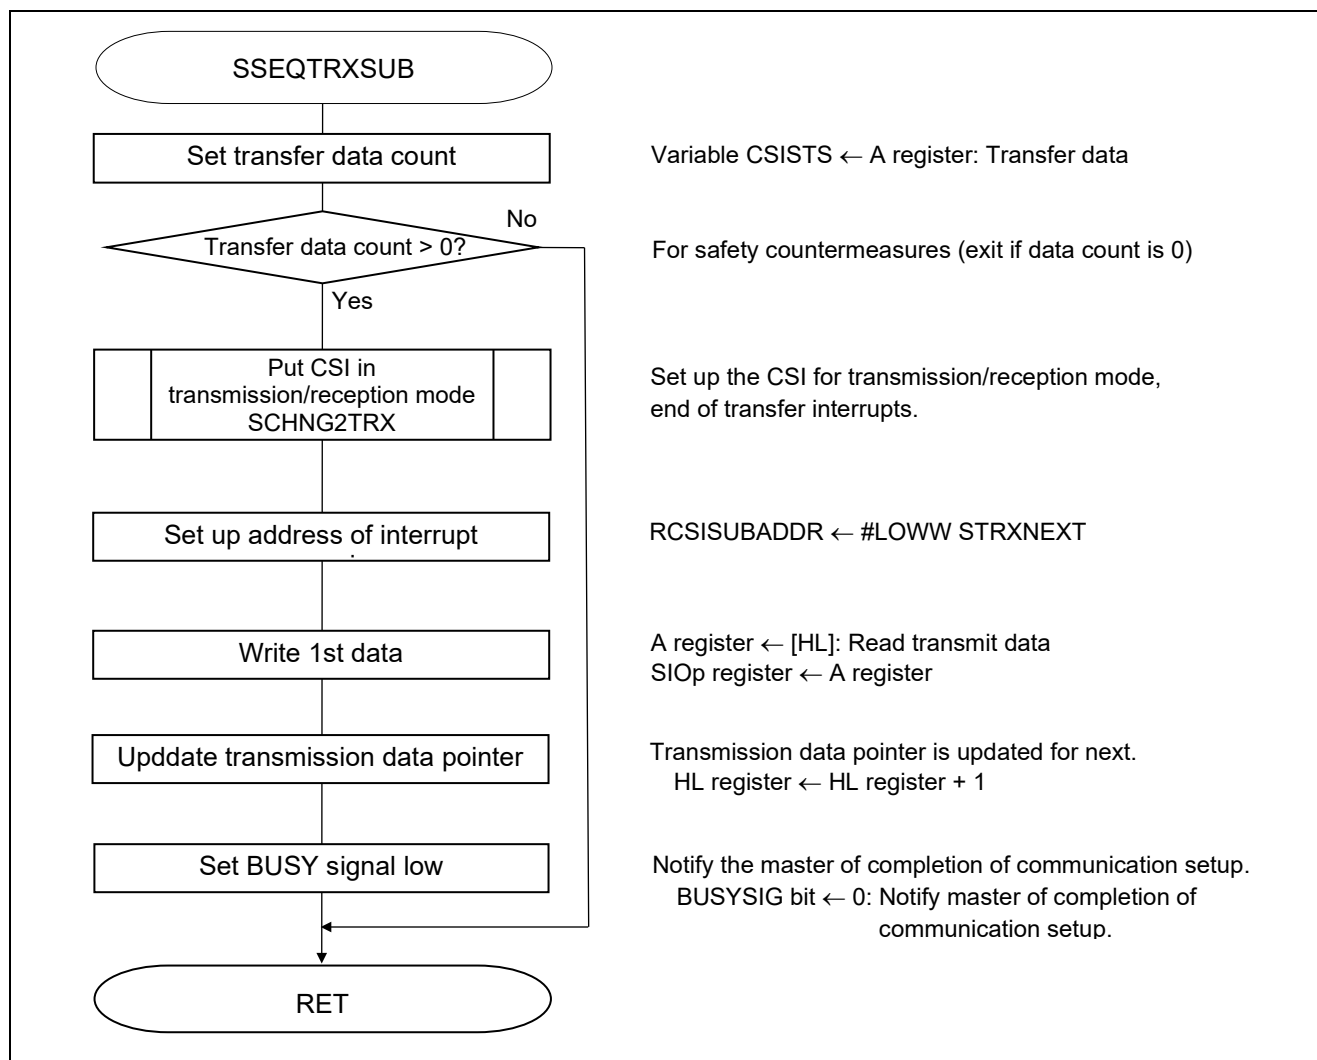 SSEQTRXSUB
Set transfer data count
Variable CSISTS ← A register: Transfer data
No
Transfer data count > 0?
For safety countermeasures (exit if data count is 0)
Yes
Put CSI in
transmission/reception mode
SCHNG2TRX
Set up the CSI for transmission/reception mode,
end of transfer interrupts.
Set up address of interrupt
RCSISUBADDR ← #LOWW STRXNEXT
Write 1st data
A register ← [HL]: Read transmit data
SIOp register ← A register
Upddate transmission data pointer
Transmission data pointer is updated for next.
HL register ← HL register + 1
Set BUSY signal low
Notify the master of completion of communication setup.
BUSYSIG bit ← 0: Notify master of completion of
communication setup.
RET